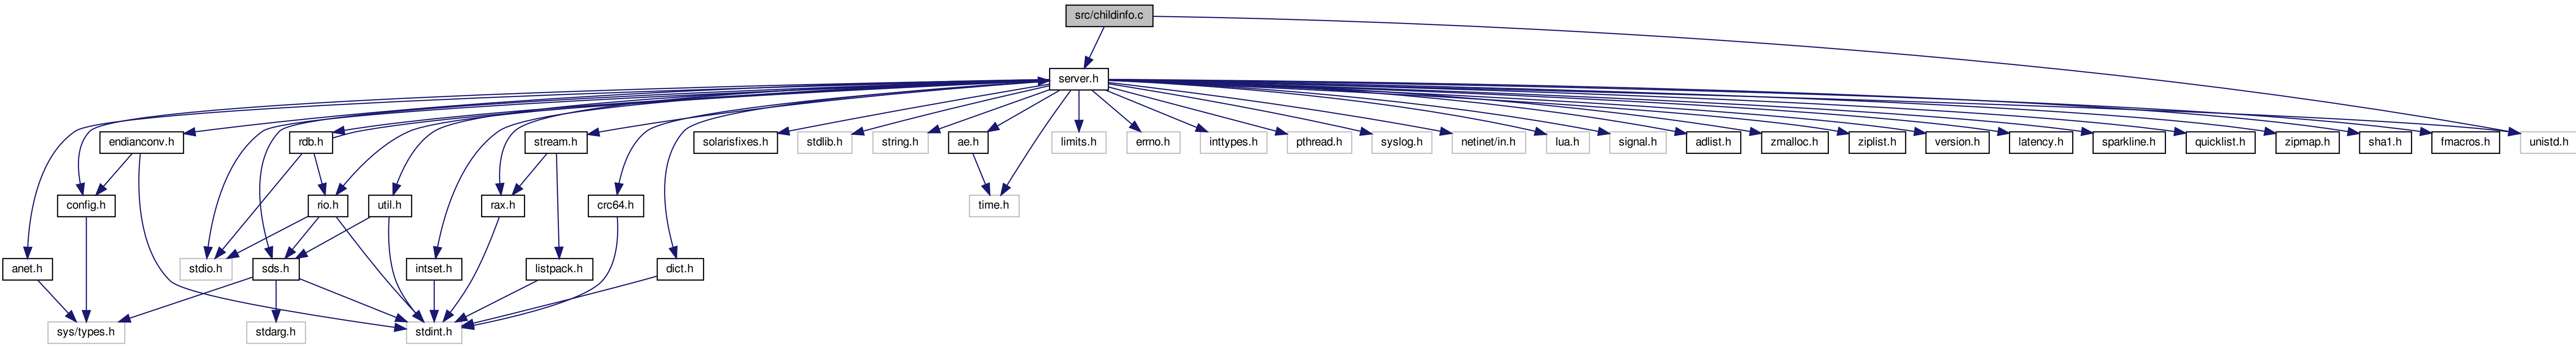 src/childinfo.c
server.h
endianconv.h
rdb.h
stream.h
solarisfixes.h
stdlib.h
string.h
ae.h
limits.h
errno.h
inttypes.h
pthread.h
syslog.h
netinet/in.h
lua.h
signal.h
adlist.h
zmalloc.h
ziplist.h
version.h
latency.h
sparkline.h
quicklist.h
zipmap.h
sha1.h
fmacros.h
unistd.h
config.h
rio.h
util.h
rax.h
crc64.h
time.h
anet.h
stdio.h
sds.h
intset.h
listpack.h
dict.h
sys/types.h
stdarg.h
stdint.h